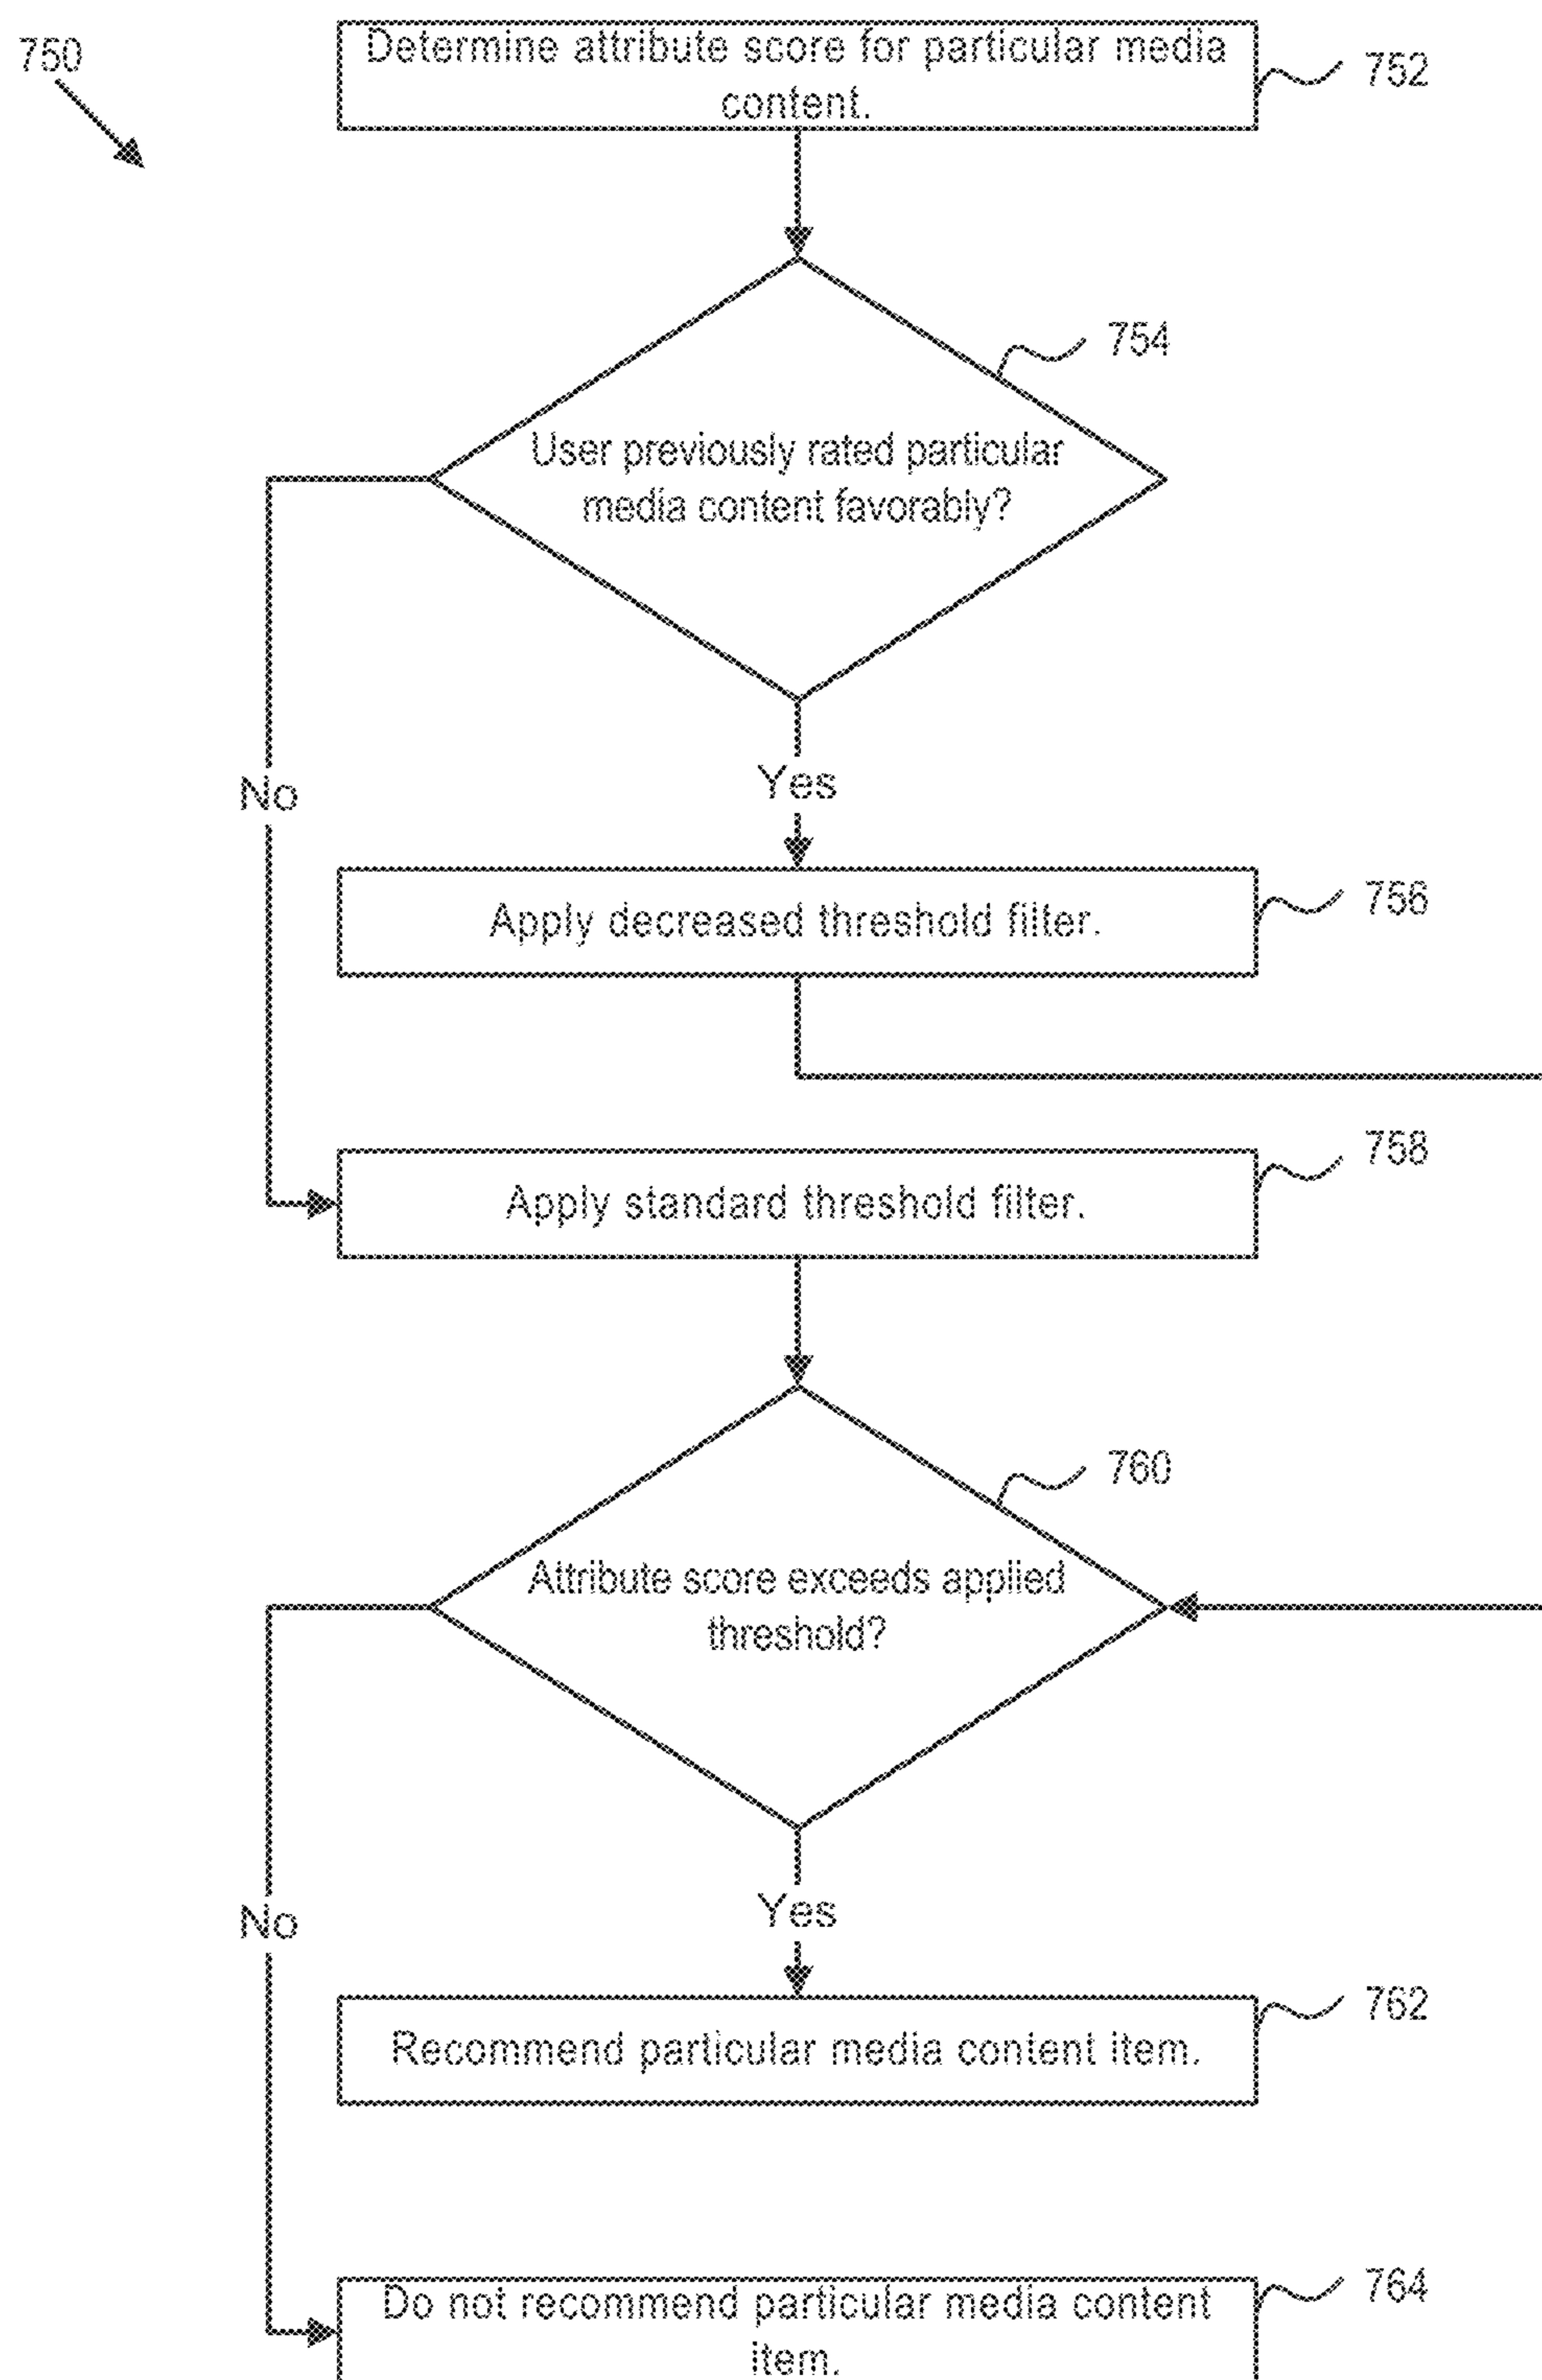 750
Determine attribute score for particular media
content.
752
754
User previously rated particular
media content favorably?
No
Yes
Apply decreased threshold filter.
756
758
Apply standard threshold filter.
760
Attribute score exceeds applied
threshold?
No
Yes
Recommend particular media content item.
762
Do not recommend particular media content
item.
764